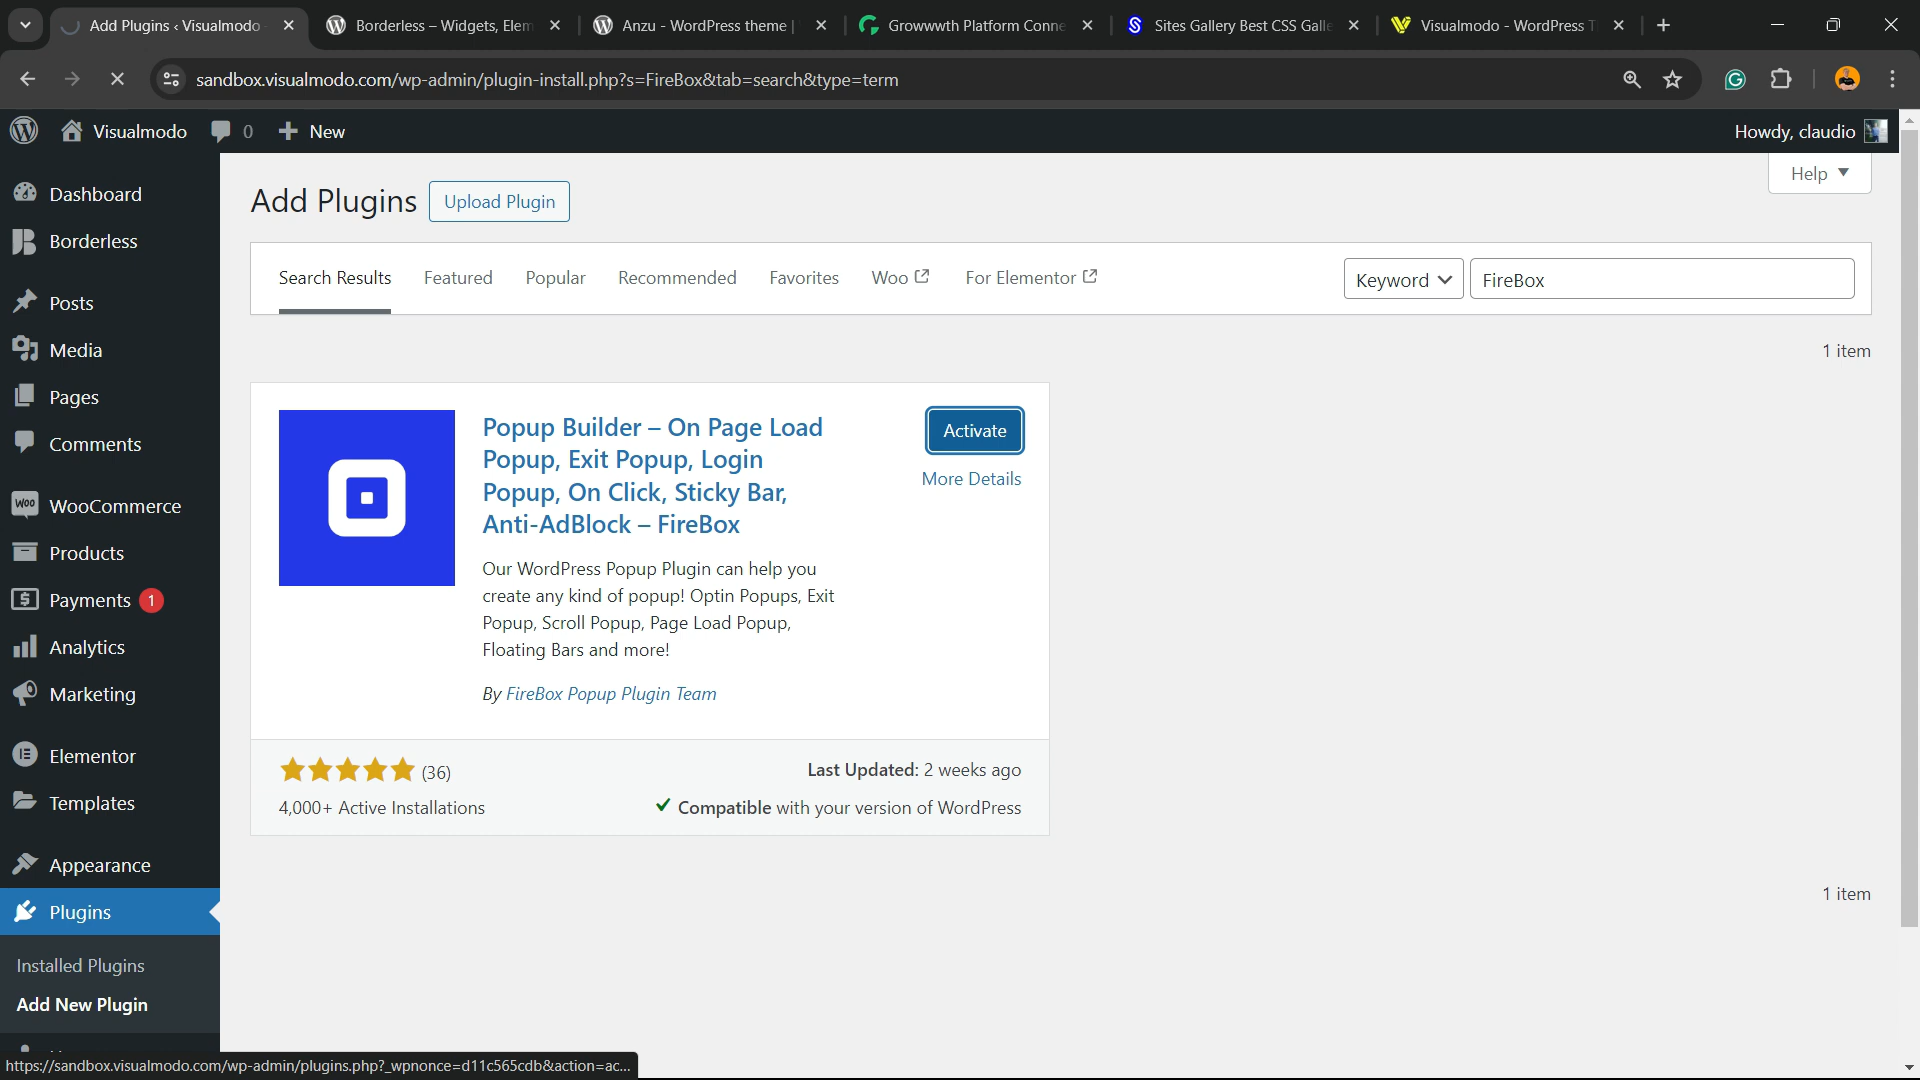 Add Plugins ‹ Visualmodo
Borderless – Widgets, Elem
Anzu - WordPress theme |
Growwwth Platform Conne
Sites Gallery Best CSS Galle
Visualmodo - WordPress T
sandbox.visualmodo.com/wp-admin/plugin-install.php?s=FireBox&tab=search&type=term
Visualmodo
0
New
Howdy, claudio
Dashboard
Borderless
Posts
Media
Pages
Comments
WOO
WooCommerce
Products
Payments 1
Analytics
Marketing
Elementor
Templates
Appearance
Plugins
Installed Plugins
Add New Plugin
Help
Add Plugins
Upload Plugin
Search Results
Featured
Popular
Recommended
Favorites
Woo
For Elementor
Keyword
FireBox
1 item
Popup Builder – On Page Load
Popup, Exit Popup, Login
Popup, On Click, Sticky Bar,
Anti-AdBlock – FireBox
Activate
More Details
Our WordPress Popup Plugin can help you
create any kind of popup! Optin Popups, Exit
Popup, Scroll Popup, Page Load Popup,
Floating Bars and more!
By FireBox Popup Plugin Team
(36)
Last Updated: 2 weeks ago
4,000+ Active Installations
Compatible with your version of WordPress
1 item
https://sandbox.visualmodo.com/wp-admin/plugins.php?_wpnonce=d11c565cdb&action=ac...